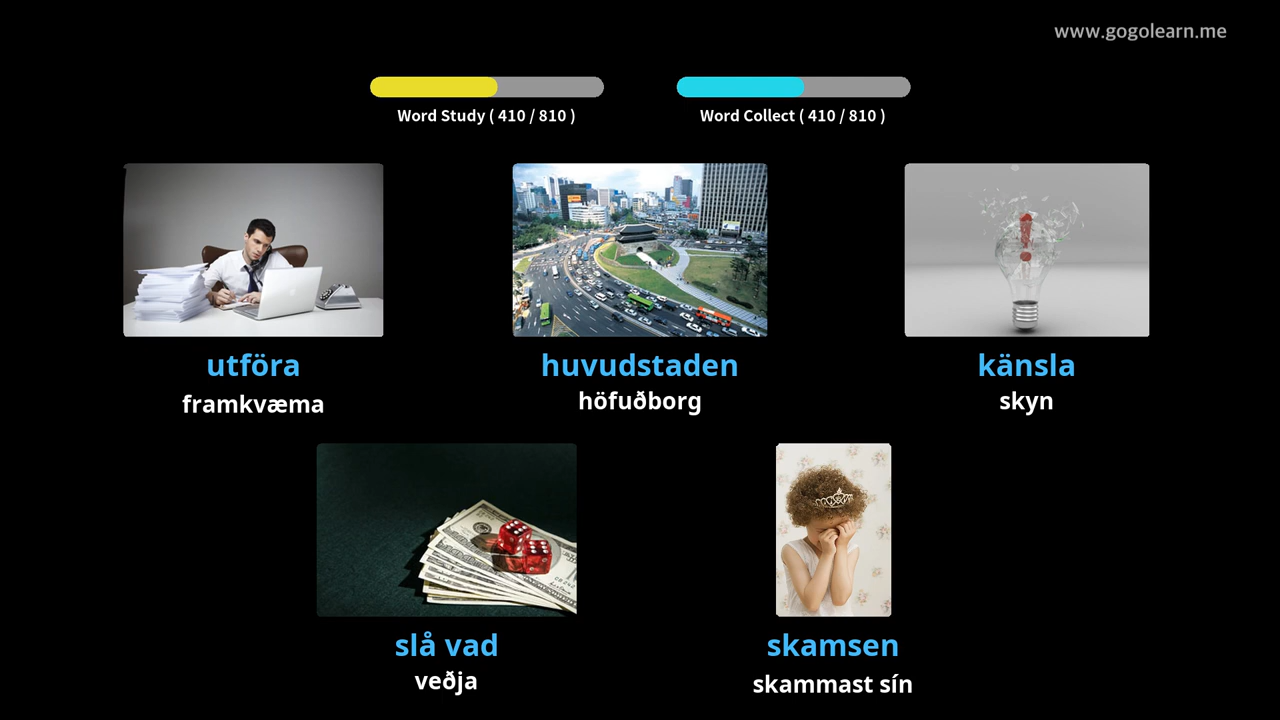 www.gogolearn.me
Word Study ( 410 / 810 )
Word Collect ( 410 / 810 )
utföra
framkvæma
huvudstaden
höfuðborg
känsla
skyn
slå vad
veðja
skamsen
skammast sín